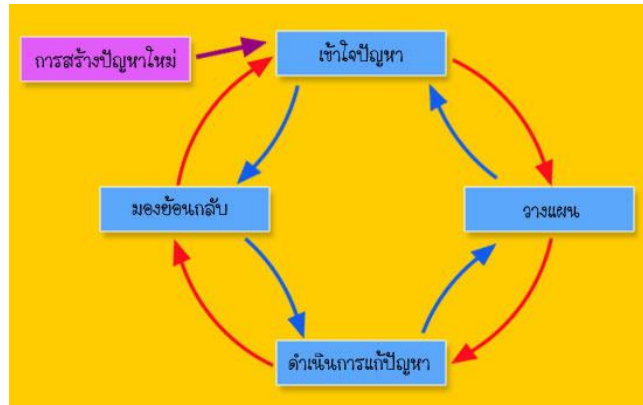 การสร้างปัญหาใหม่
เข้าใจปัญหา
มองย้อนกลับ
วางแผน
ดำเนินการแก้ปัญหา